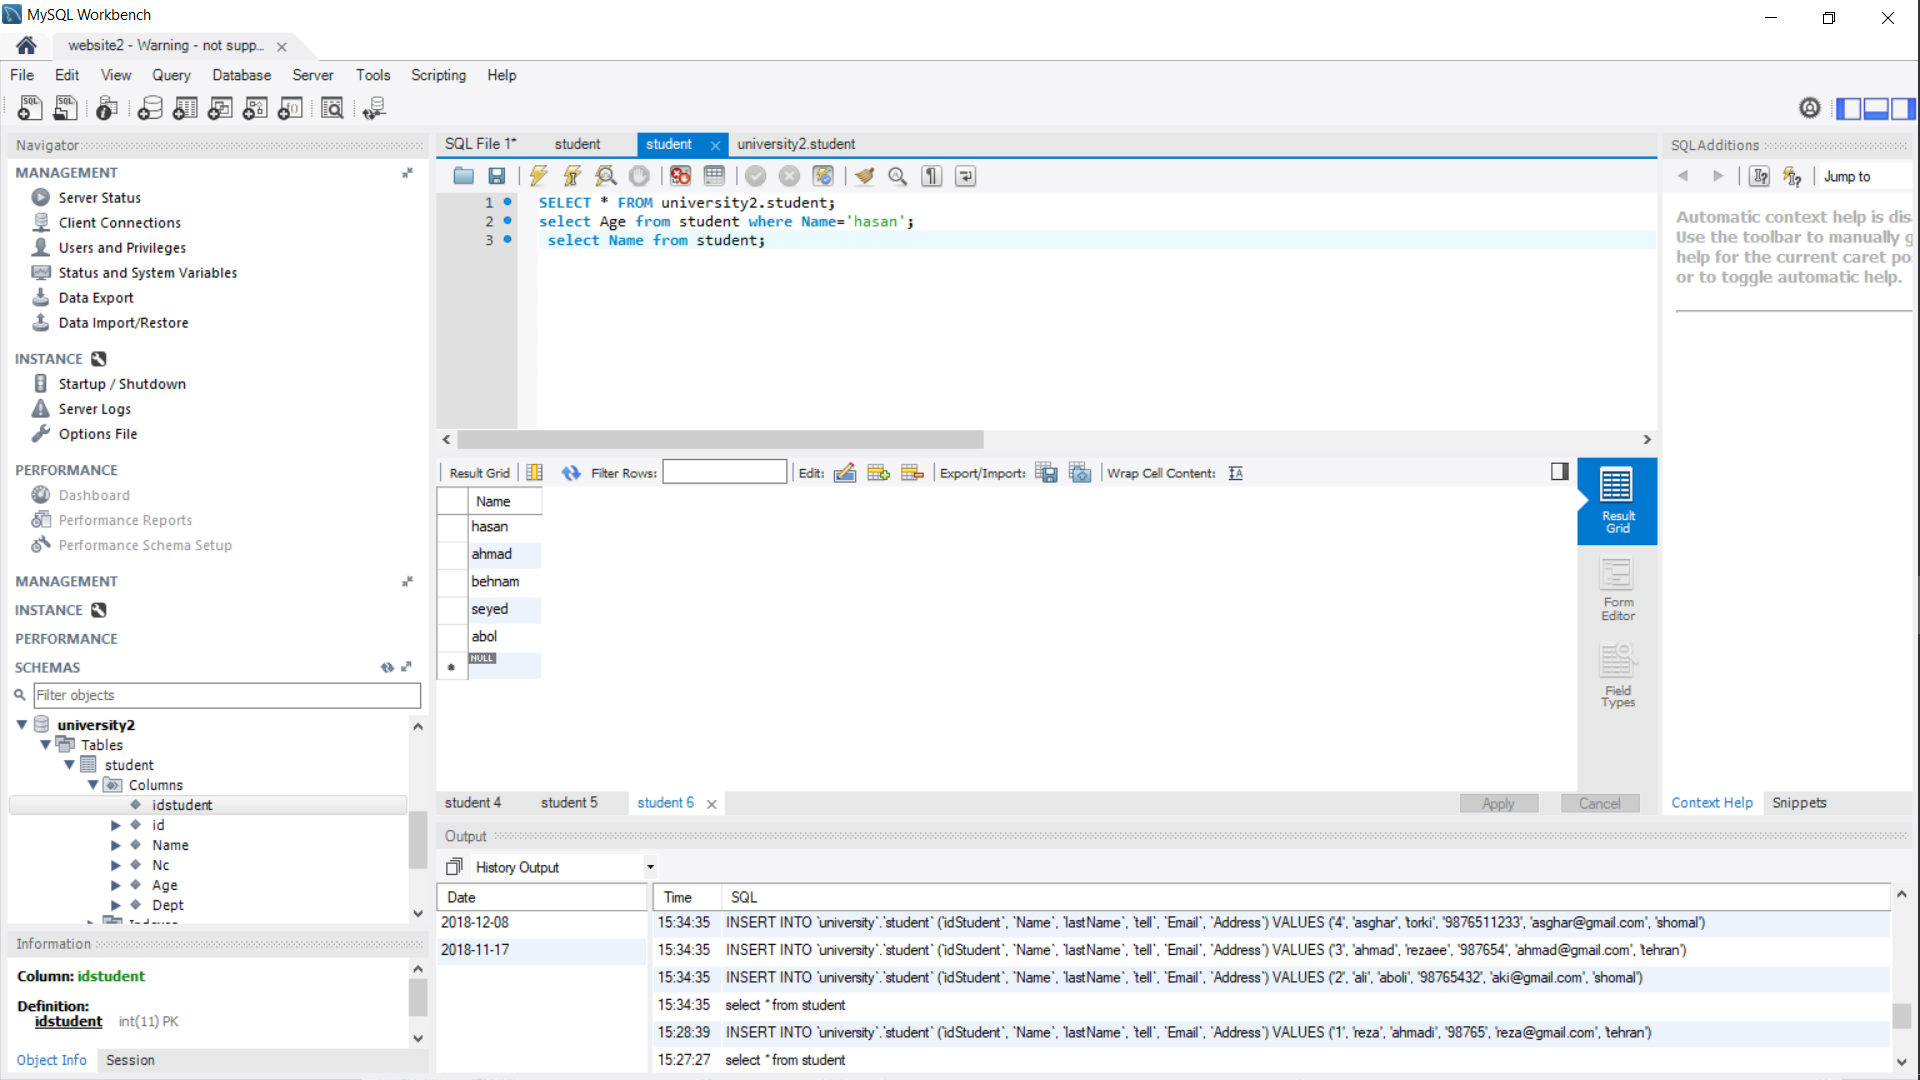 MySQL Workbench
website2 - Warning - not supp...
File Edit View Query Database Server Tools Scripting Help
Navigator
MANAGEMENT
Server Status
Client Connections
Users and Privileges
Status and System Variables
Data Export
Data Import/Restore
INSTANCE
Startup / Shutdown
Server Logs
Options File
PERFORMANCE
Dashboard
Performance Reports
Performance Schema Setup
MANAGEMENT
INSTANCE
PERFORMANCE
SCHEMAS
Filter objects
university2
Tables
student
Columns
idstudent
id
Name
Nc
Age
Dept
Information
Column: idstudent
Definition:
idstudent int(11) PK
Object Info Session
SQL File 1* student student university2.student
1 SELECT * FROM university2.student;
2 select Age from student where Name='hasan';
3 select Name from student;
Result Grid Filter Rows: Edit: Export/Import: Wrap Cell Content:
Name
hasan
ahmad
behnam
seyed
abol
NULL
Result
Grid
Form
Editor
Field
Types
student 4 student 5 student 6 Apply Cancel
Output
History Output
Date
2018-12-08
2018-11-17
Time SQL
15:34:35 INSERT INTO `university`.`student` (`idStudent`, `Name`, `lastName`, `tell`, `Email`, `Address`) VALUES ('4', 'asghar', 'torki', '9876511233', 'asghar@gmail.com', 'shomal')
15:34:35 INSERT INTO `university`.`student` (`idStudent`, `Name`, `lastName`, `tell`, `Email`, `Address`) VALUES ('3', 'ahmad', 'rezaee', '987654', 'ahmad@gmail.com', 'tehran')
15:34:35 INSERT INTO `university`.`student` (`idStudent`, `Name`, `lastName`, `tell`, `Email`, `Address`) VALUES ('2', 'ali', 'aboli', '98765432', 'aki@gmail.com', 'shomal')
15:34:35 select * from student
15:28:39 INSERT INTO `university`.`student` (`idStudent`, `Name`, `lastName`, `tell`, `Email`, `Address`) VALUES ('1', 'reza', 'ahmadi', '98765', 'reza@gmail.com', 'tehran')
15:27:27 select * from student
SQLAdditions
Jump to
Automatic context help is dis
Use the toolbar to manually g
help for the current caret po
or to toggle automatic help.
Context Help Snippets